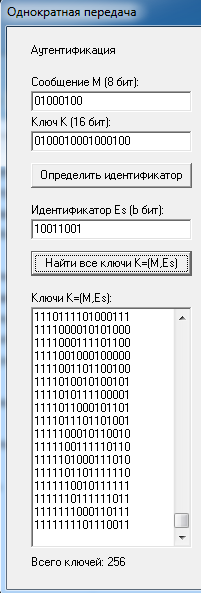 Однократная передача
Аутентификация
Сообщение M (8 бит):
01000100
Ключ K (16 бит):
0100010001000100
Определить идентификатор
Идентификатор Es (b бит):
10011001
Найти все ключи K=(M,Es)
Ключи K=(M,Es):
1110111101000111
1111000010101000
1111000111101100
1111001000100000
1111001101100100
1111010010100101
1111010111100001
1111011000101101
1111011101101001
1111100010110010
1111100111110110
1111101000111010
1111101101111110
1111110010111111
1111110111111011
1111111000110111
1111111101110011
Всего ключей: 256